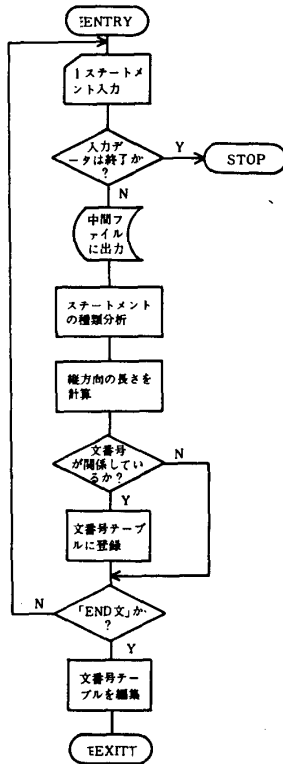 ENTRY
1ステートメ
ント入力
入力デ
ータは終了か
?
Y
STOP
N
中間フ
ァイル
に出力
ステートメント
の種類分析
縦方向の長さを
計算
文番号
が関係してい
るか?
N
Y
文番号テーブ
ルに登録
N
「END文」か
?
Y
文番号テー
ブルを編集
EXIT